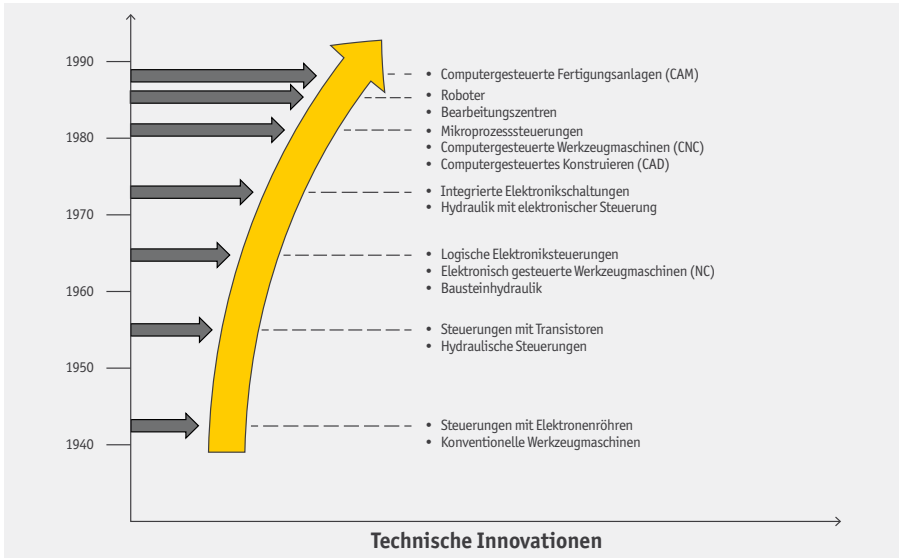 1990
• Computergesteuerte Fertigungsanlagen (CAM)
• Roboter
• Bearbeitungszentren
1980
• Mikroprozesssteuerungen
• Computergesteuerte Werkzeugmaschinen (CNC)
• Computergesteuertes Konstruieren (CAD)
• Integrierte Elektronikschaltungen
1970
• Hydraulik mit elektronischer Steuerung
• Logische Elektroniksteuerungen
• Elektronisch gesteuerte Werkzeugmaschinen (NC)
1960
• Bausteinhydraulik
• Steuerungen mit Transistoren
• Hydraulische Steuerungen
1950
• Steuerungen mit Elektronenröhren
1940
• Konventionelle Werkzeugmaschinen
Technische Innovationen